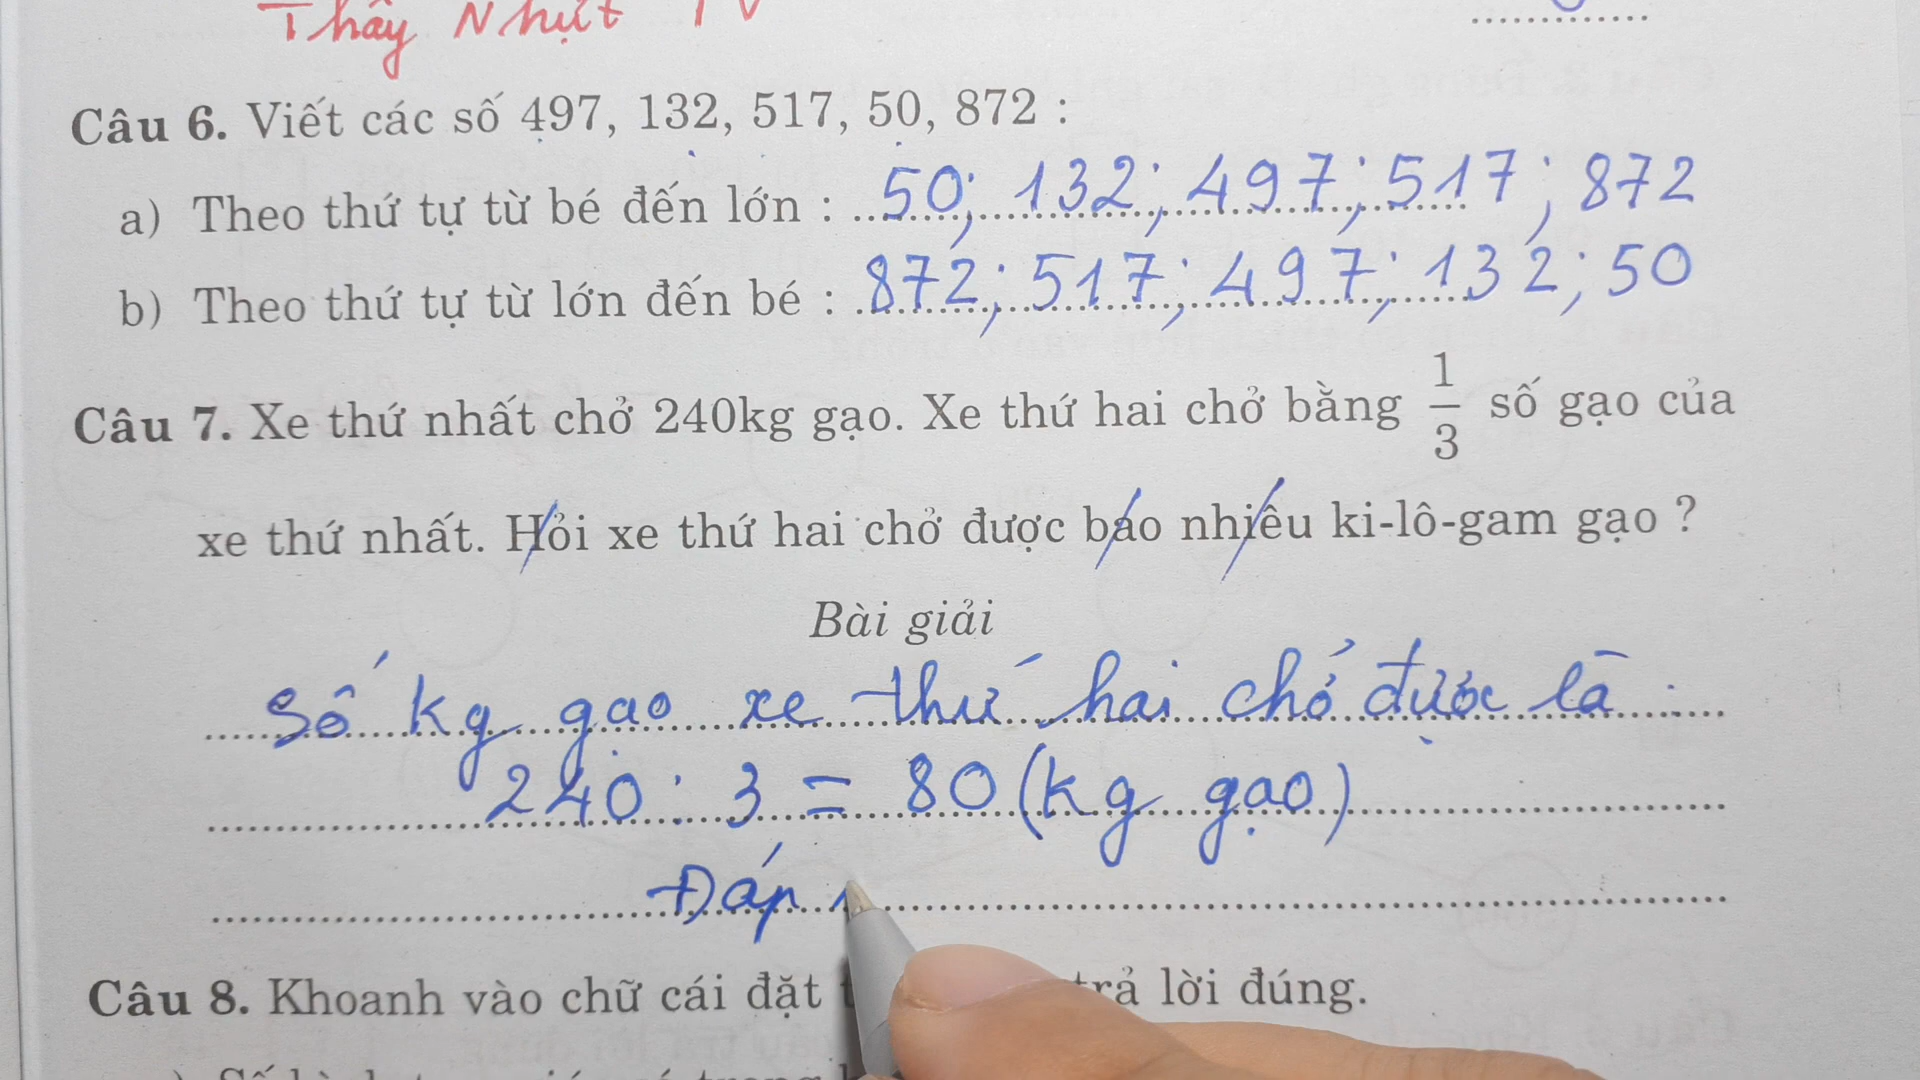 Thầy Nhựt TV
Câu 6. Viết các số 497, 132, 517, 50, 872 :
a) Theo thứ tự từ bé đến lớn : 50; 132; 497; 517; 872
b) Theo thứ tự từ lớn đến bé : 872; 517; 497; 132; 50
Câu 7. Xe thứ nhất chở 240kg gạo. Xe thứ hai chở bằng 1/3 số gạo của
xe thứ nhất. Hỏi xe thứ hai chở được bao nhiêu ki-lô-gam gạo ?
Bài giải
Số kg gạo xe thứ hai chở được là :
240 : 3 = 80 (kg gạo)
Đáp
Câu 8. Khoanh vào chữ cái đặt trả lời đúng.